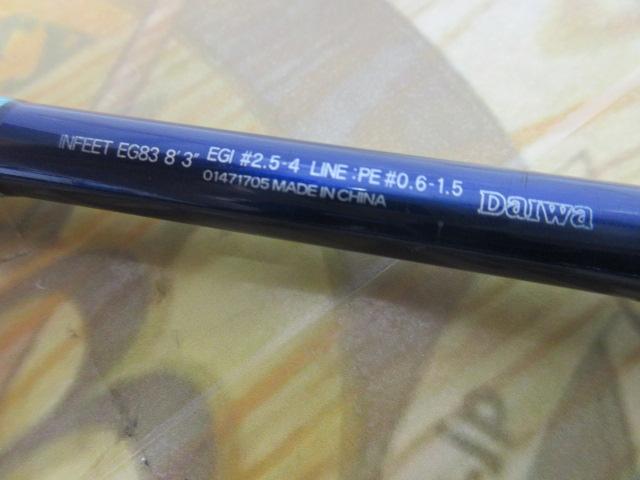 INFEET EG83 8'3" EGI #2.5-4 LINE :PE #0.6-1.5
01471705 MADE IN CHINA
Daiwa
.JP